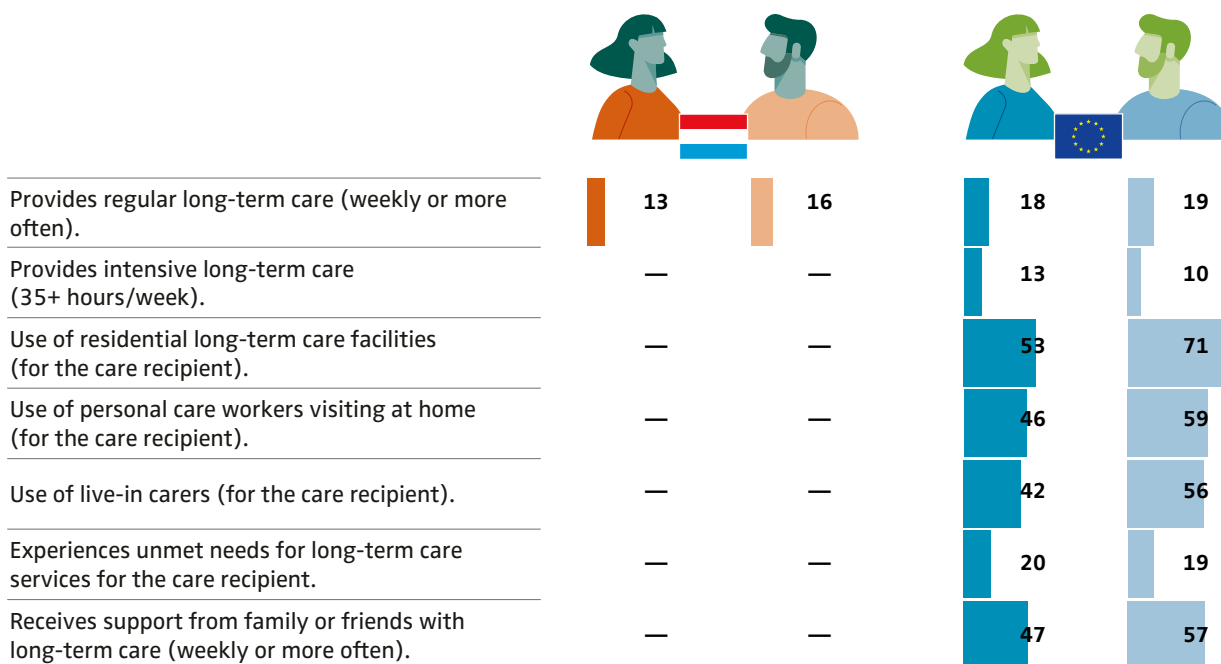 Provides regular long-term care (weekly or more
often).
13
16
18
19
Provides intensive long-term care
(35+ hours/week).
—
—
13
10
Use of residential long-term care facilities
(for the care recipient).
—
—
53
71
Use of personal care workers visiting at home
(for the care recipient).
—
—
46
59
Use of live-in carers (for the care recipient).
—
—
42
56
Experiences unmet needs for long-term care
services for the care recipient.
—
—
20
19
Receives support from family or friends with
long-term care (weekly or more often).
—
—
47
57